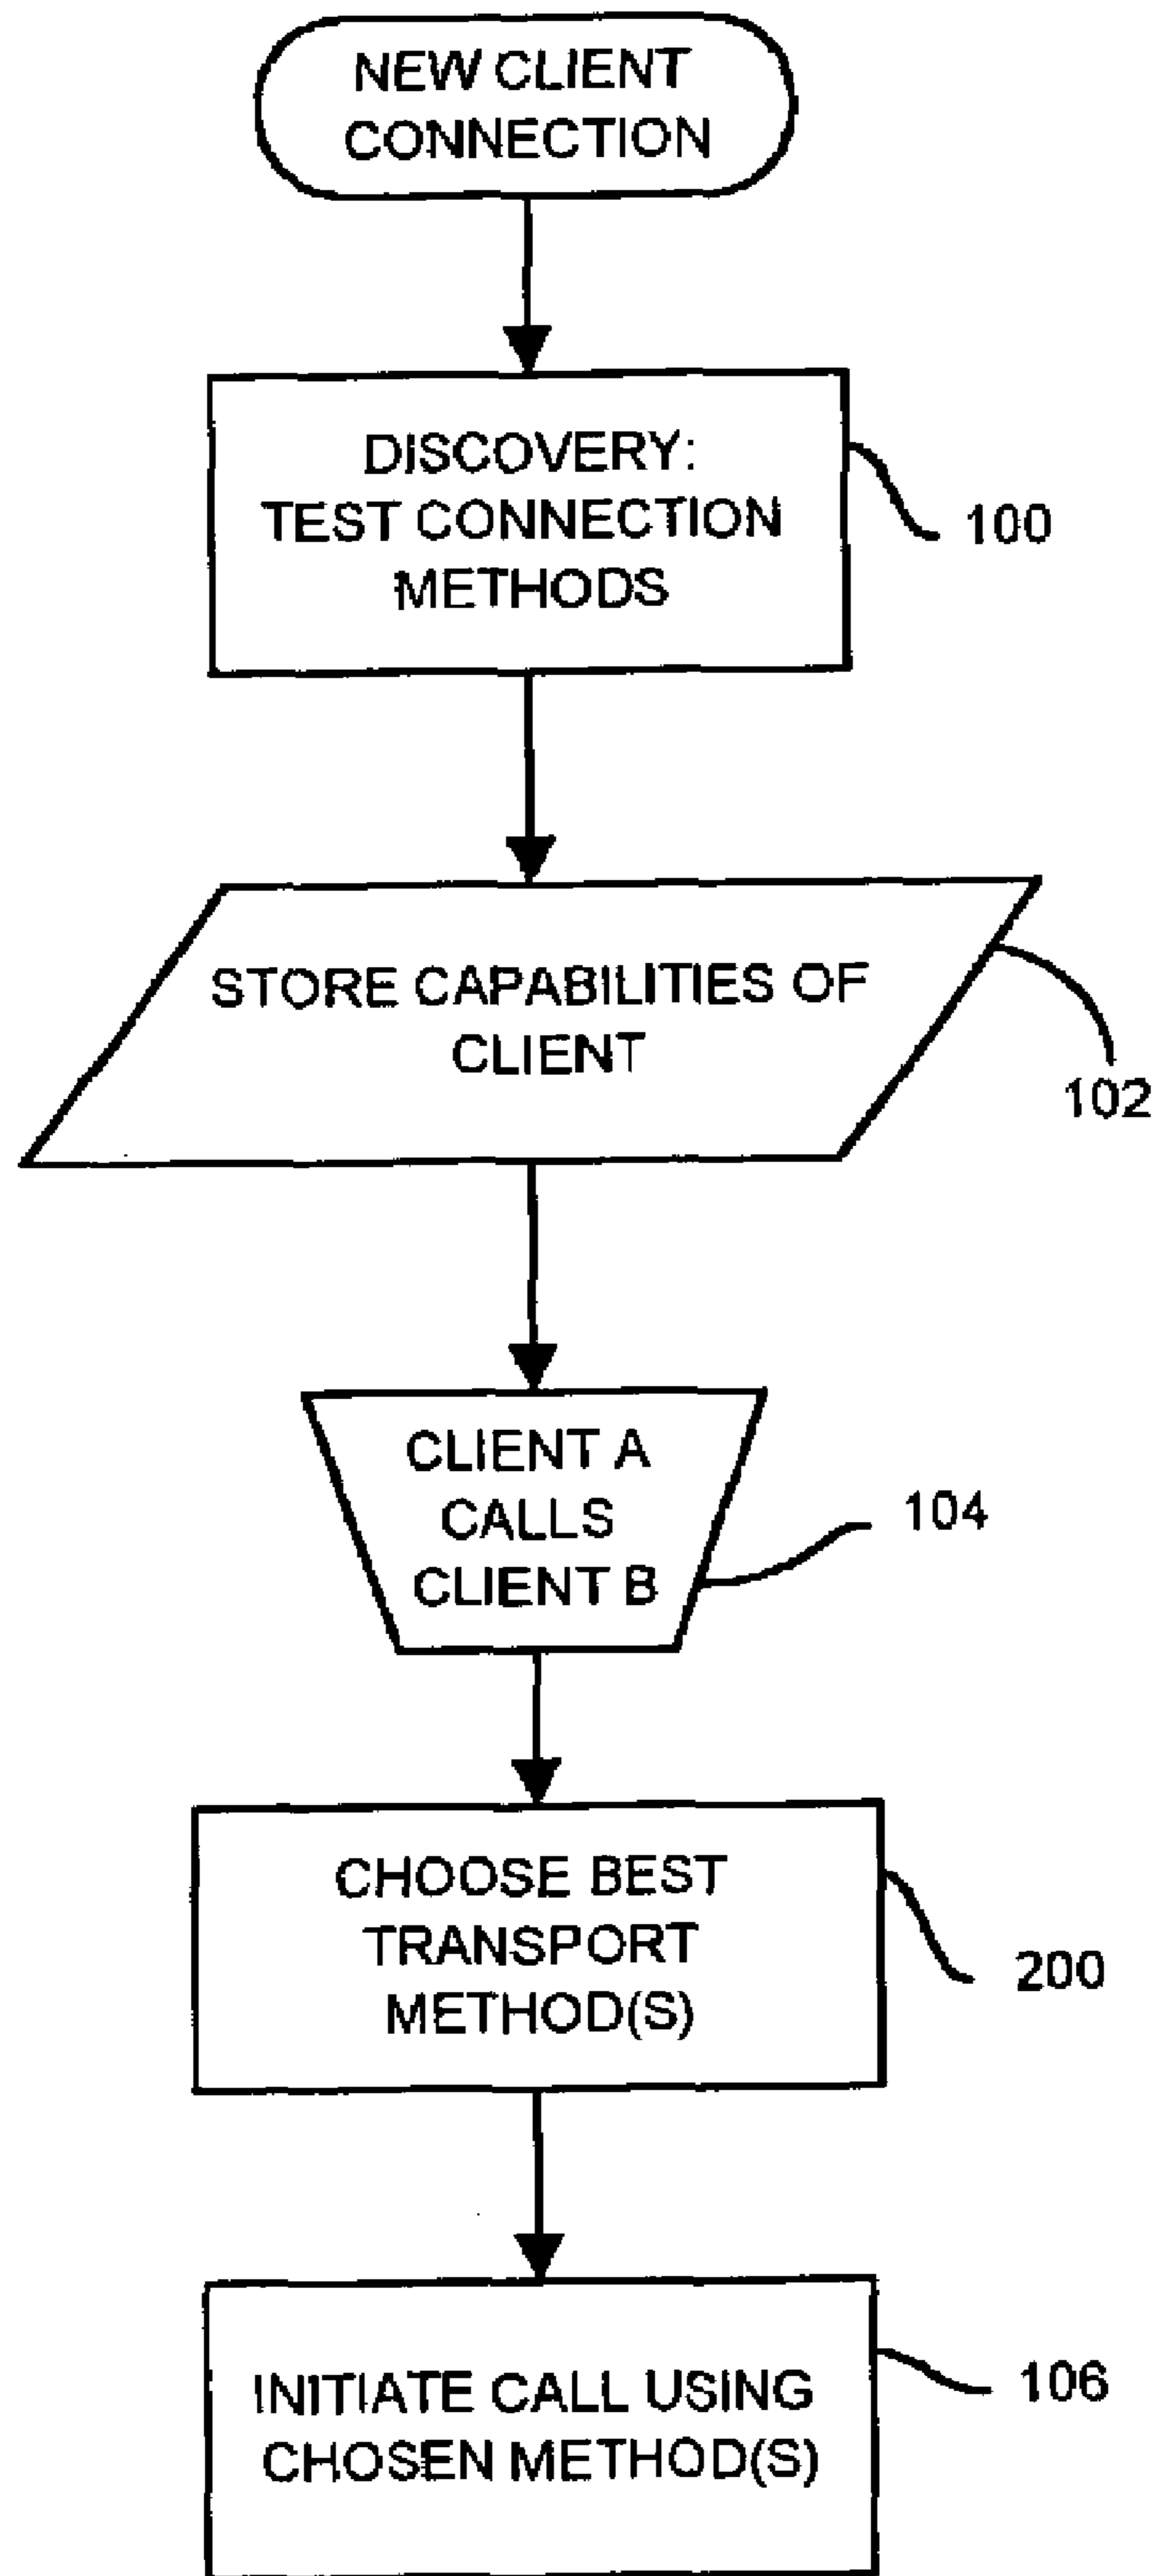 NEW CLIENT
CONNECTION
DISCOVERY:
TEST CONNECTION
METHODS
100
STORE CAPABILITIES OF
CLIENT
102
CLIENT A
CALLS
CLIENT B
104
CHOOSE BEST
TRANSPORT
METHOD(S)
200
INITIATE CALL USING
CHOSEN METHOD(S)
106